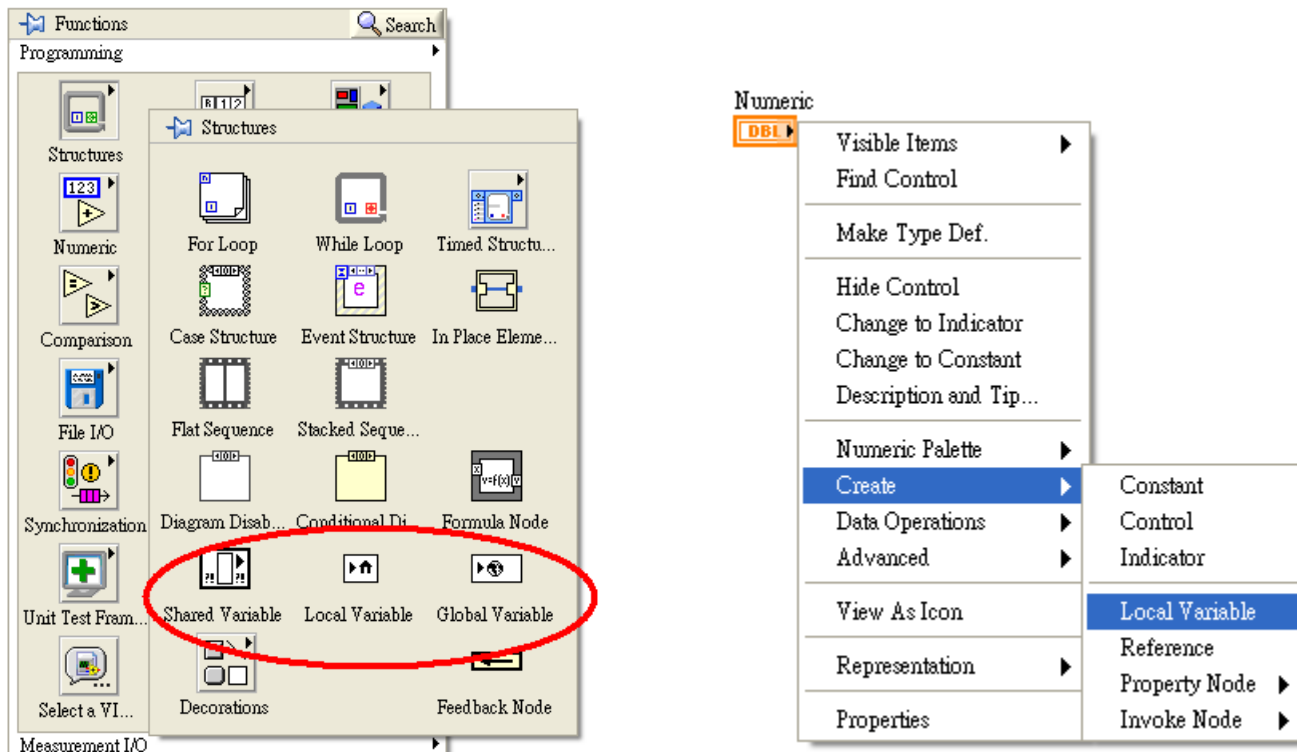 Functions
Search
Programming
Structures
Numeric
Comparison
File I/O
Synchronization
Unit Test Fram...
Select a VI...
Measurement I/O
Structures
For Loop
While Loop
Timed Structu...
Case Structure
Event Structure
In Place Eleme...
Flat Sequence
Stacked Seque...
Diagram Disab...
Conditional Di...
Formula Node
Shared Variable
Local Variable
Global Variable
Decorations
Feedback Node
Numeric
DBL
Visible Items
Find Control
Make Type Def.
Hide Control
Change to Indicator
Change to Constant
Description and Tip...
Numeric Palette
Create
Data Operations
Advanced
View As Icon
Representation
Properties
Constant
Control
Indicator
Local Variable
Reference
Property Node
Invoke Node